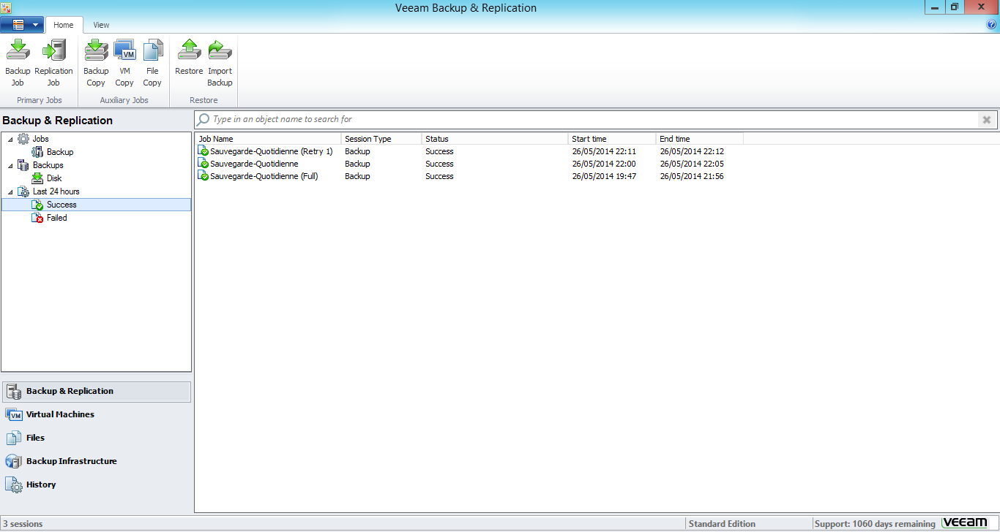 Veeam Backup & Replication
Home View
Backup Job
Replication Job
Primary Jobs
Backup Copy
VM
VM Copy
File Copy
Auxiliary Jobs
Restore
Import Backup
Restore
Backup & Replication
Jobs
Backup
Backups
Disk
Last 24 hours
Success
Failed
Backup & Replication
VM
Virtual Machines
Files
Backup Infrastructure
History
Type in an object name to search for
Job Name Session Type Status Start time End time
Sauvegarde-Quotidienne (Retry 1) Backup Success 26/05/2014 22:11 26/05/2014 22:12
Sauvegarde-Quotidienne Backup Success 26/05/2014 22:00 26/05/2014 22:05
Sauvegarde-Quotidienne (Full) Backup Success 26/05/2014 19:47 26/05/2014 21:56
3 sessions Standard Edition Support: 1060 days remaining veeam